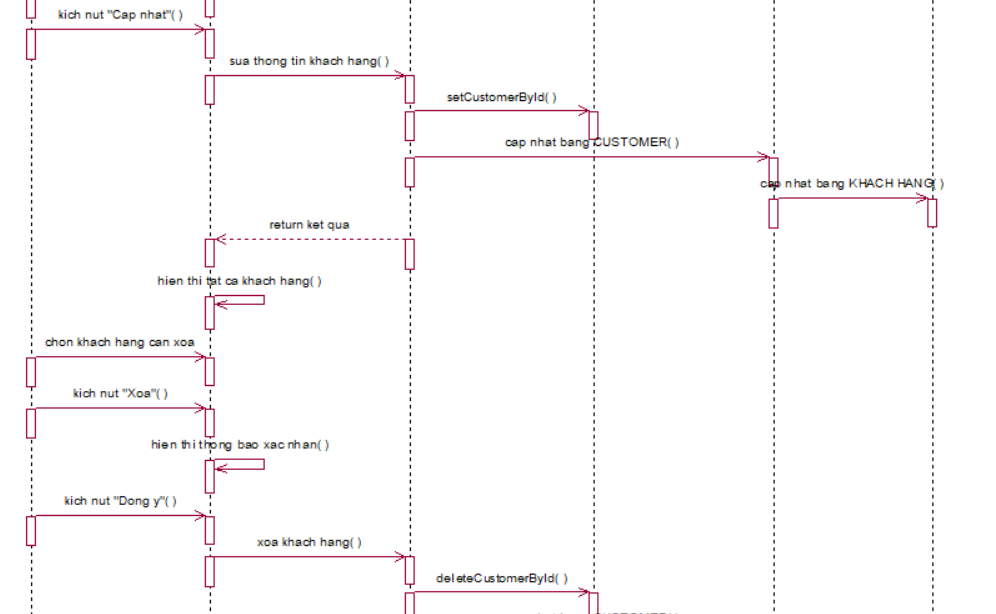 kich nut "Cap nhat"( )
sua thong tin khach hang( )
setCustomerById( )
cap nhat bang CUSTOMER( )
cap nhat bang KHACH HANG( )
return ket qua
hien thi tat ca khach hang( )
chon khach hang can xoa
kich nut "Xoa"( )
hien thi thong bao xac nhan( )
kich nut "Dong y"( )
xoa khach hang( )
deleteCustomerById( )